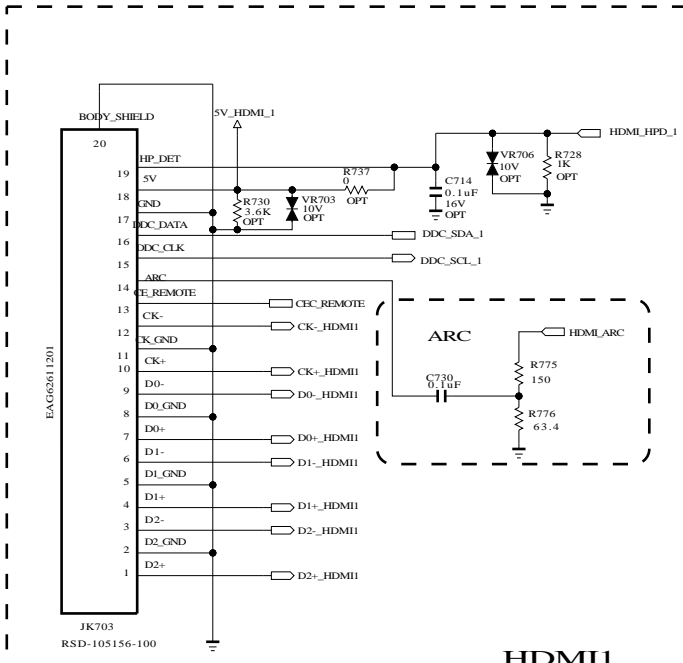 BODY_SHIELD
20
5V_HDMI_1
HDMI_HPD_1
19
HP_DET
18
5V
17
GND
16
DDC_DATA
15
DDC_CLK
14
ARC
13
CE_REMOTE
12
CK-
11
CK_GND
10
CK+
9
D0-
8
D0_GND
7
D0+
6
D1-
5
D1_GND
4
D1+
3
D2-
2
D2_GND
1
D2+
R737
0
OPT
R730
3.6K
OPT
VR703
10V
OPT
C714
0.1uF
16V
OPT
VR706
10V
OPT
R728
1K
OPT
DDC_SDA_1
DDC_SCL_1
CEC_REMOTE
CK-_HDMI1
CK+_HDMI1
D0-_HDMI1
D0+_HDMI1
D1-_HDMI1
D1+_HDMI1
D2-_HDMI1
D2+_HDMI1
ARC
HDMI_ARC
R775
150
C730
0.1uF
R776
63.4
EAG62611201
JK703
RSD-105156-100
HDMI1